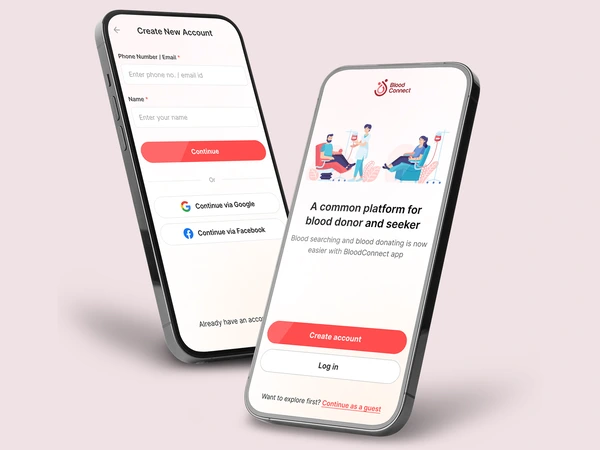 Create New Account
Phone Number / Email *
Enter phone no. / email id
Name *
Enter your name
Continue
Or
Continue via Google
Continue via Facebook
Already have an accou
Blood
Connect
A common platform for
blood donor and seeker
Blood searching and blood donating is now
easier with BloodConnect app
Create account
Log in
Want to explore first? Continue as a guest